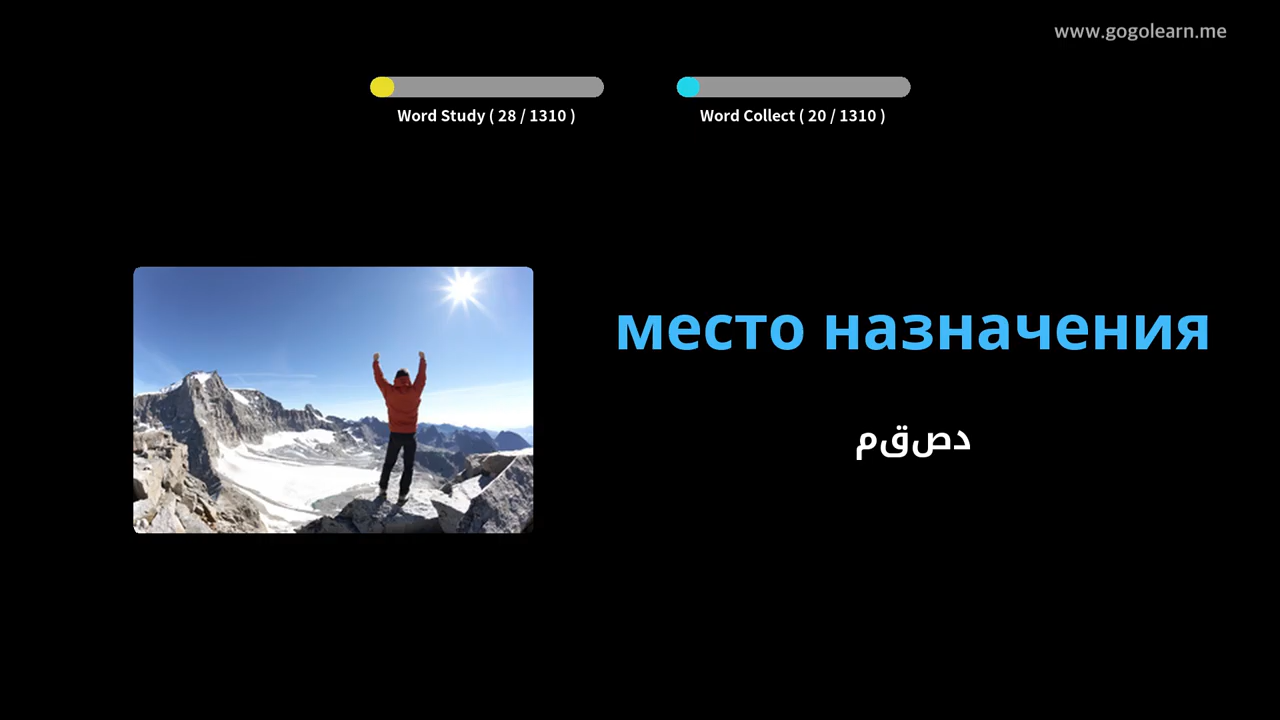 www.gogolearn.me
Word Study ( 28 / 1310 )
Word Collect ( 20 / 1310 )
место назначения
دصقم